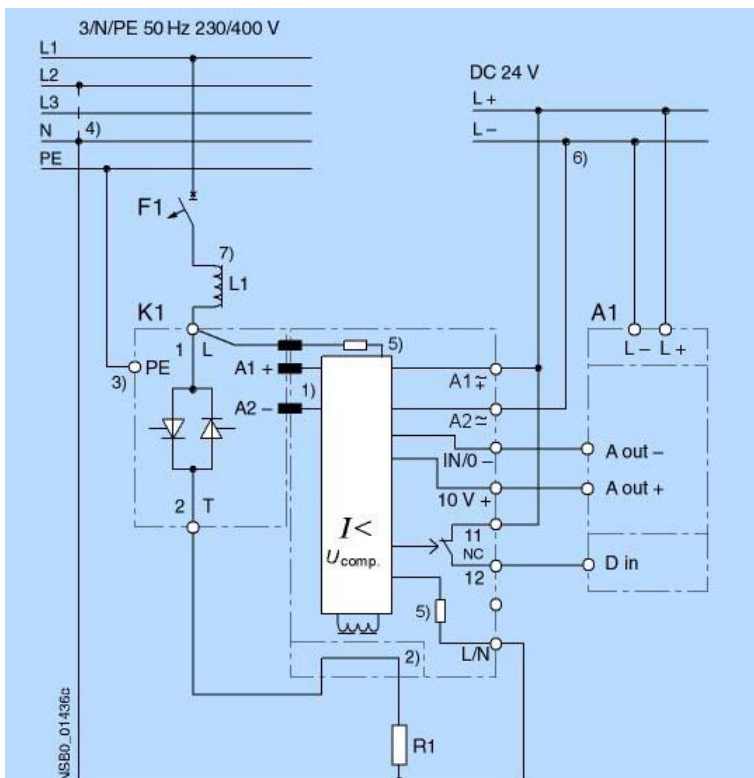 3/N/PE 50 Hz 230/400 V
L1
L2
L3
N
4)
PE
DC 24 V
L +
L –
6)
F1
7)
L1
K1
1
L
3)
PE
A1 +
1)
A2 –
2
T
5)
A1 ≂ +
A2 ≂
IN/0 –
10 V +
11
NC
12
I<
Ucomp.
5)
L/N
2)
A1
L –
L +
A out –
A out +
D in
R1
NSB0_01436c